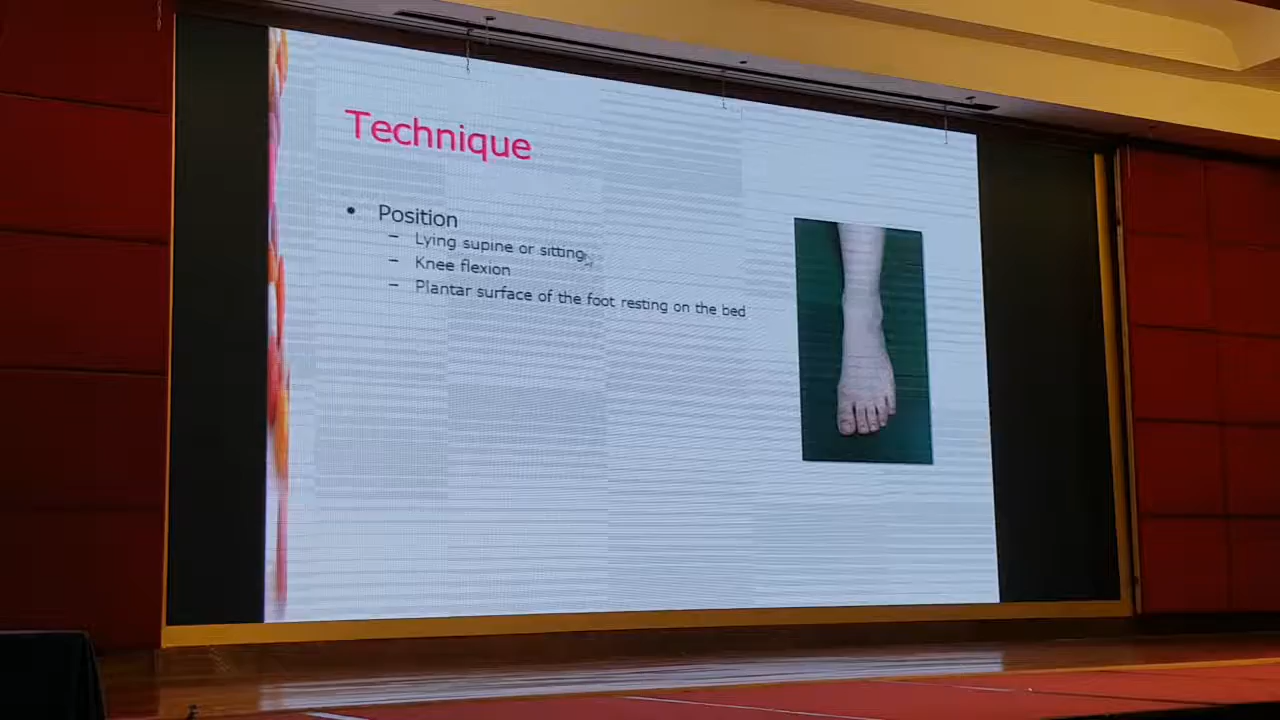 Technique
• Position
– Lying supine or sitting
– Knee flexion
– Plantar surface of the foot resting on the bed